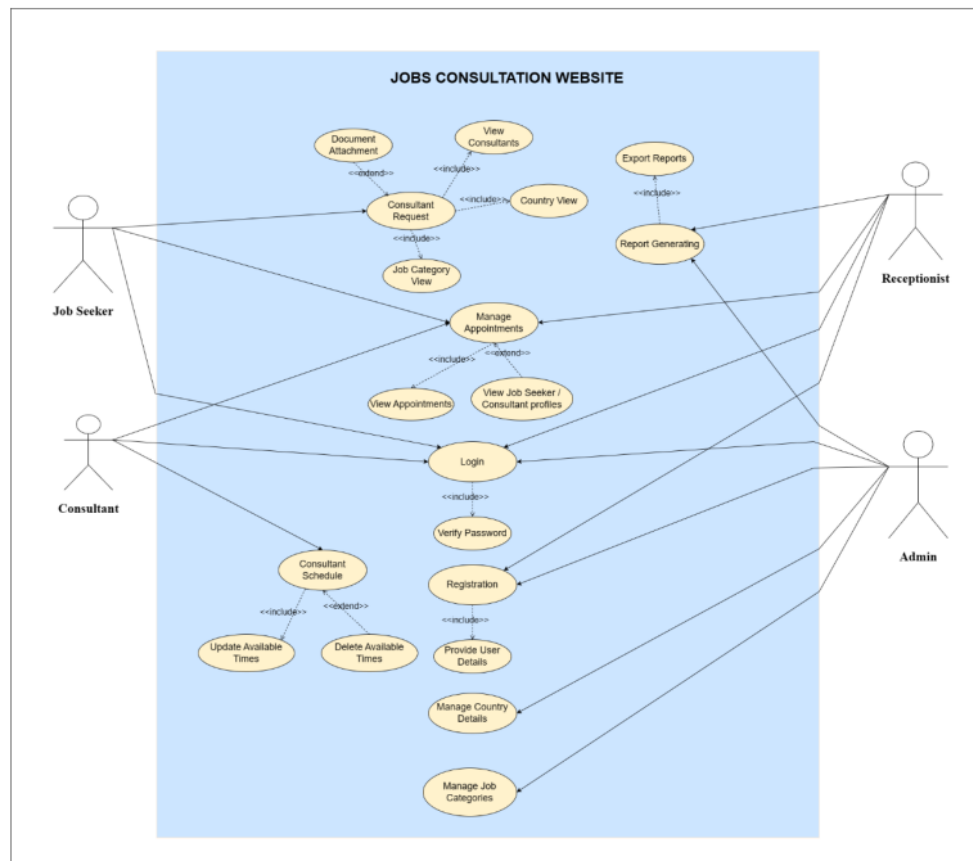 JOBS CONSULTATION WEBSITE
Document
Attachment
View
Consultants
Export Reports
<<extend>>
<<include>>
<<include>>
Consultant
Request
<<include>>
Country View
<<include>>
Report Generating
Job Category
View
Job Seeker
Receptionist
Manage
Appointments
<<include>>
<<extend>>
View Appointments
View Job Seeker /
Consultant profiles
Login
Consultant
<<include>>
Verify Password
Admin
Consultant
Schedule
Registration
<<include>>
<<extend>>
<<include>>
Update Available
Times
Delete Available
Times
Provide User
Details
Manage Country
Details
Manage Job
Categories